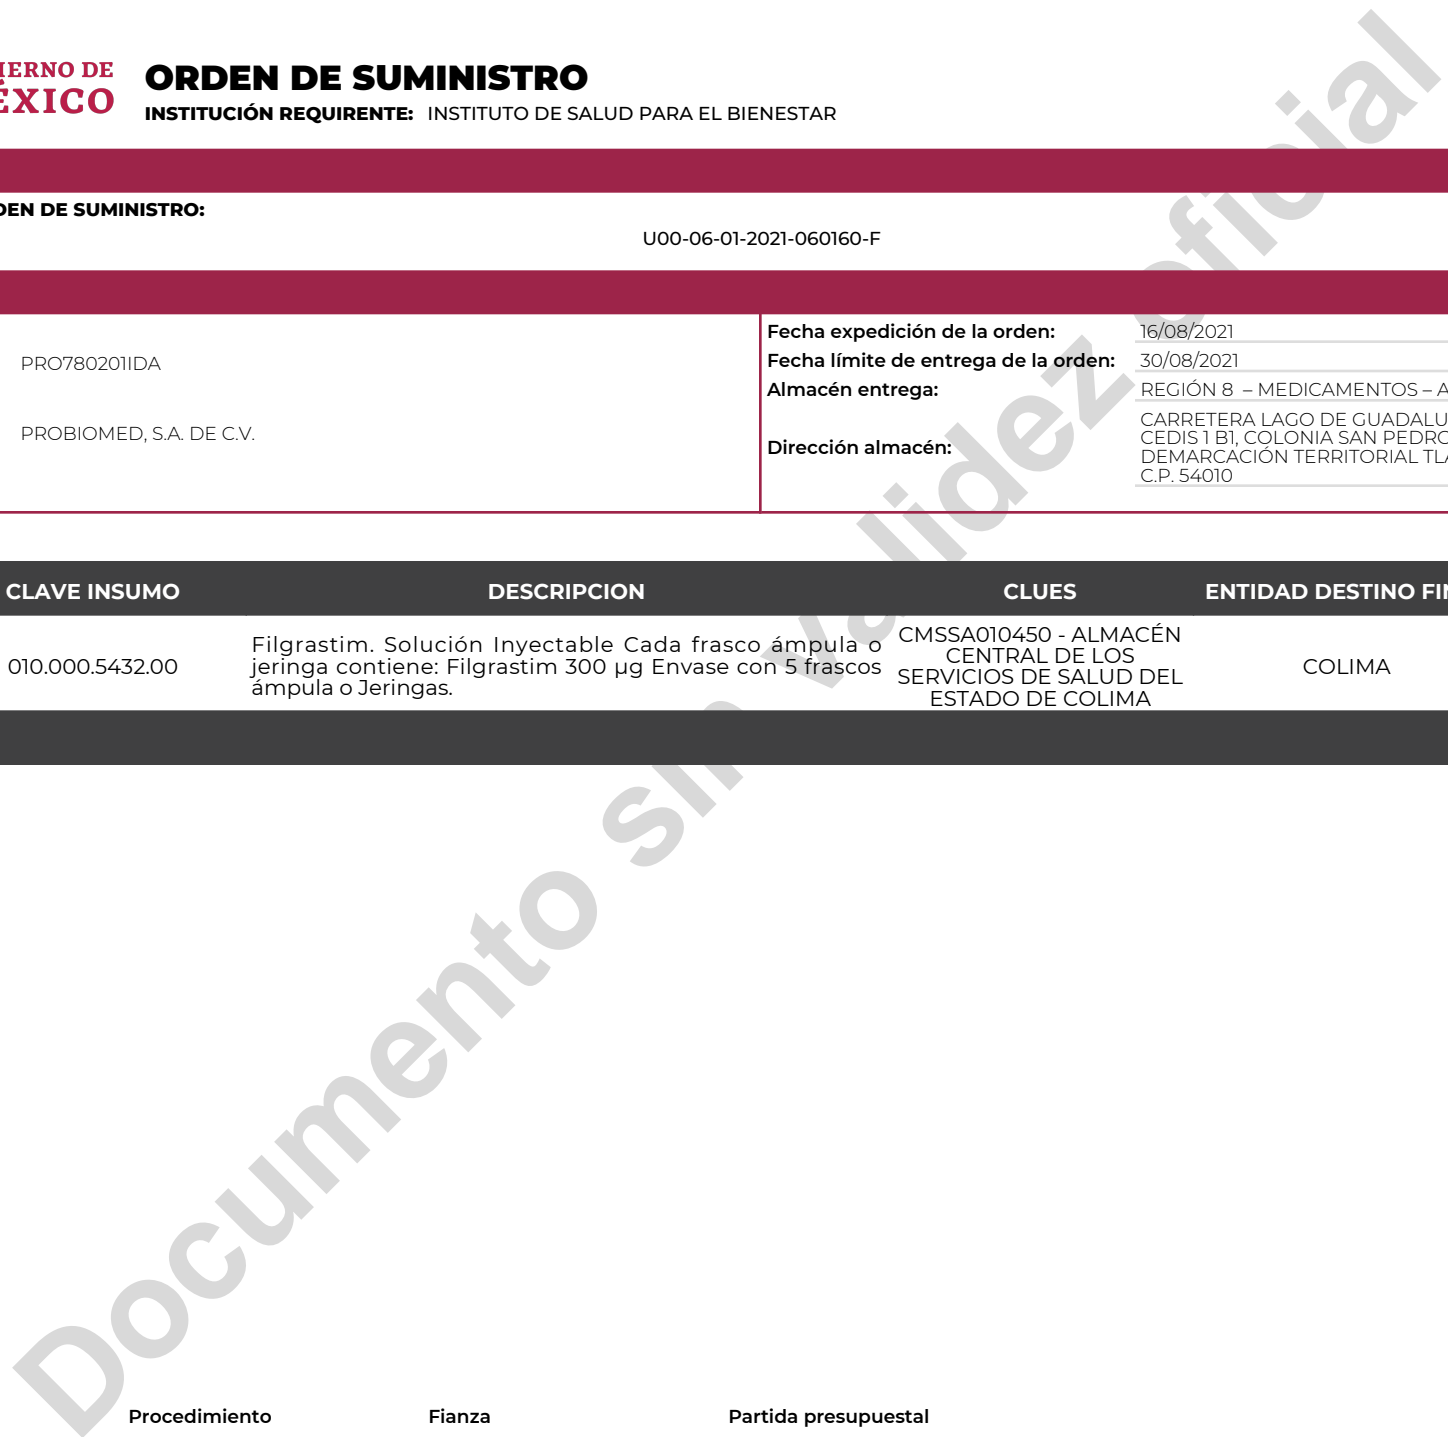 IERNO DE
ÉXICO
ORDEN DE SUMINISTRO
INSTITUCIÓN REQUIRENTE: INSTITUTO DE SALUD PARA EL BIENESTAR
DEN DE SUMINISTRO:
U00-06-01-2021-060160-F
PRO780201IDA
PROBIOMED, S.A. DE C.V.
Fecha expedición de la orden: 16/08/2021
Fecha límite de entrega de la orden: 30/08/2021
Almacén entrega: REGIÓN 8 – MEDICAMENTOS – A
Dirección almacén:
CARRETERA LAGO DE GUADALU
CEDIS 1 B1, COLONIA SAN PEDRO
DEMARCACIÓN TERRITORIAL TLA
C.P. 54010
CLAVE INSUMO DESCRIPCION CLUES ENTIDAD DESTINO FIN
010.000.5432.00
Filgrastim. Solución Inyectable Cada frasco ámpula o
jeringa contiene: Filgrastim 300 µg Envase con 5 frascos
ámpula o Jeringas.
CMSSA010450 - ALMACÉN
CENTRAL DE LOS
SERVICIOS DE SALUD DEL
ESTADO DE COLIMA
COLIMA
Documento sin validez oficial
Procedimiento Fianza Partida presupuestal